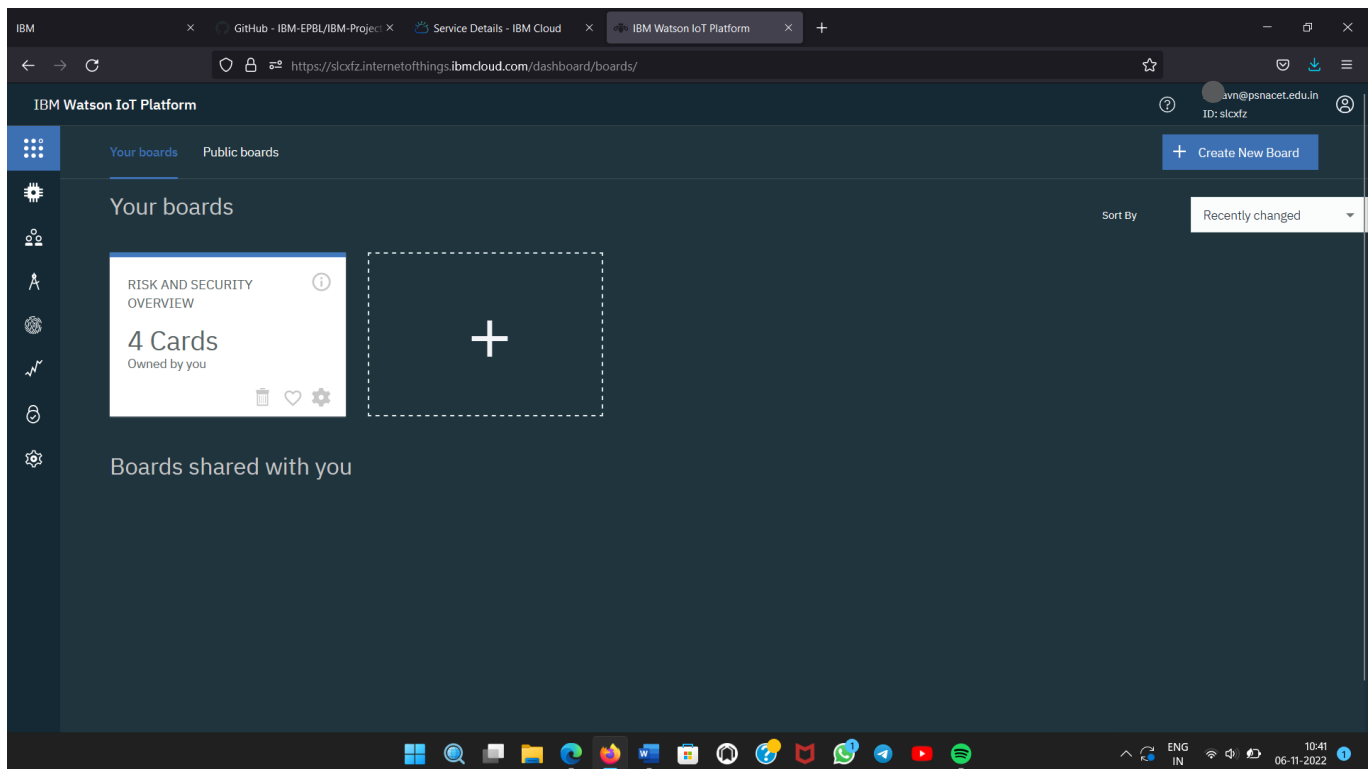 IBM
GitHub - IBM-EPBL/IBM-Project
Service Details - IBM Cloud
IBM Watson IoT Platform
https://slcxfz.internetofthings.ibmcloud.com/dashboard/boards/
IBM Watson IoT Platform
avn@psnacet.edu.in
ID: slcxfz
Your boards Public boards
Create New Board
Your boards
Sort By
Recently changed
RISK AND SECURITY
OVERVIEW
4 Cards
Owned by you
Boards shared with you
ENG
IN
10:41
06-11-2022
1
1